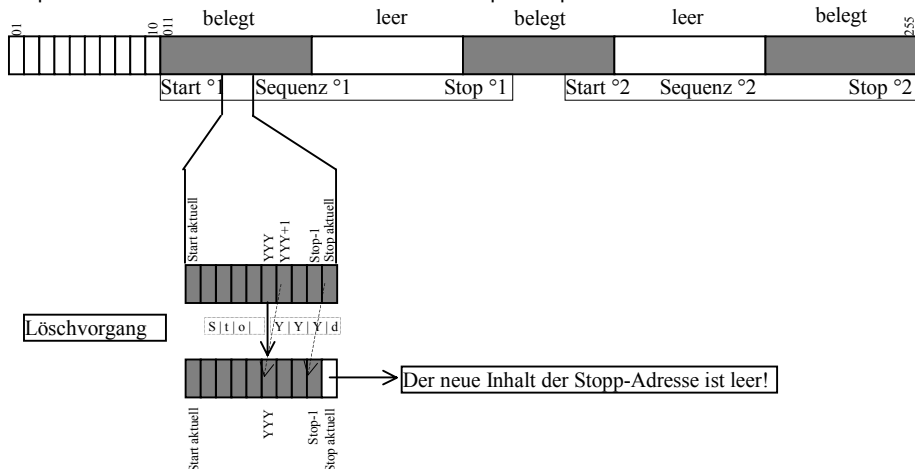 belegt leer belegt leer belegt
01 10 011 255
Start °1 Sequenz °1 Stop °1 Start °2 Sequenz °2 Stop °2
Start aktuell YYY YYY+1 Stop-1 Stop aktuell
Löschvorgang
S | t | o | Y | Y | Y | d
Der neue Inhalt der Stopp-Adresse ist leer!
Start aktuell YYY Stop-1 Stop aktuell